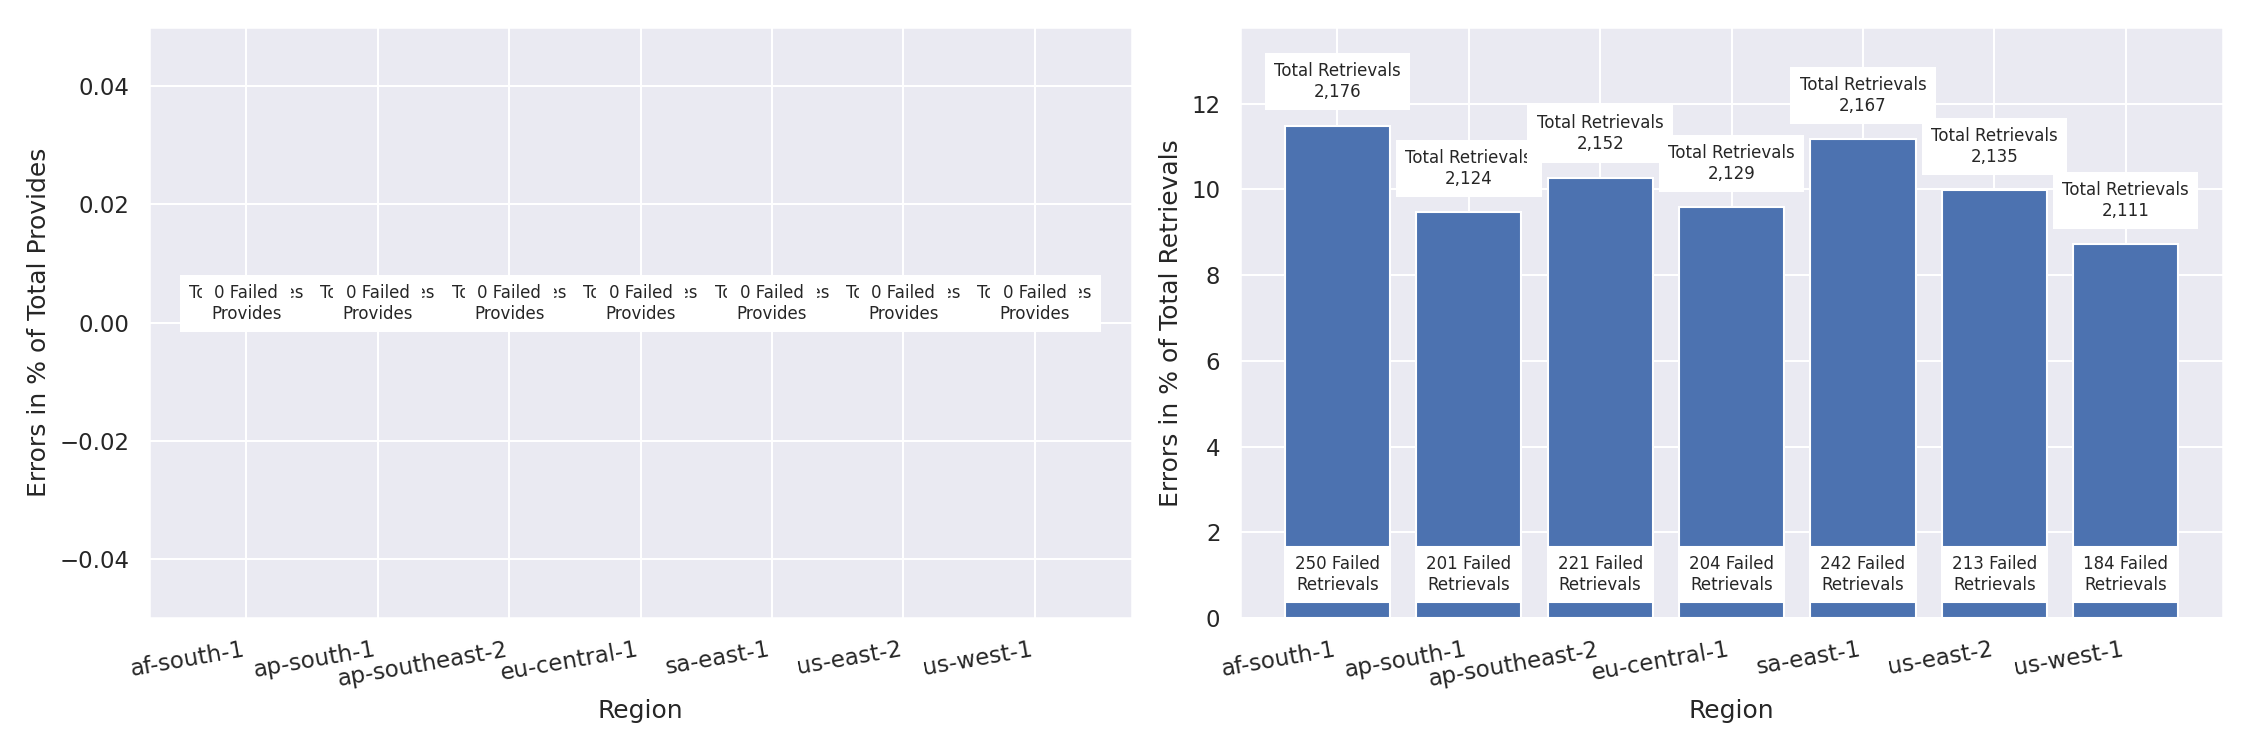 Errors in % of Total Provides
0.04
0.02
0.00
−0.02
−0.04
0 Failed
Provides
0 Failed
Provides
0 Failed
Provides
0 Failed
Provides
0 Failed
Provides
0 Failed
Provides
0 Failed
Provides
af-south-1
ap-south-1
ap-southeast-2
eu-central-1
sa-east-1
us-east-2
us-west-1
Region
Errors in % of Total Retrievals
12
10
8
6
4
2
0
Total Retrievals
2,176
Total Retrievals
2,124
Total Retrievals
2,152
Total Retrievals
2,129
Total Retrievals
2,167
Total Retrievals
2,135
Total Retrievals
2,111
250 Failed
Retrievals
201 Failed
Retrievals
221 Failed
Retrievals
204 Failed
Retrievals
242 Failed
Retrievals
213 Failed
Retrievals
184 Failed
Retrievals
af-south-1
ap-south-1
ap-southeast-2
eu-central-1
sa-east-1
us-east-2
us-west-1
Region